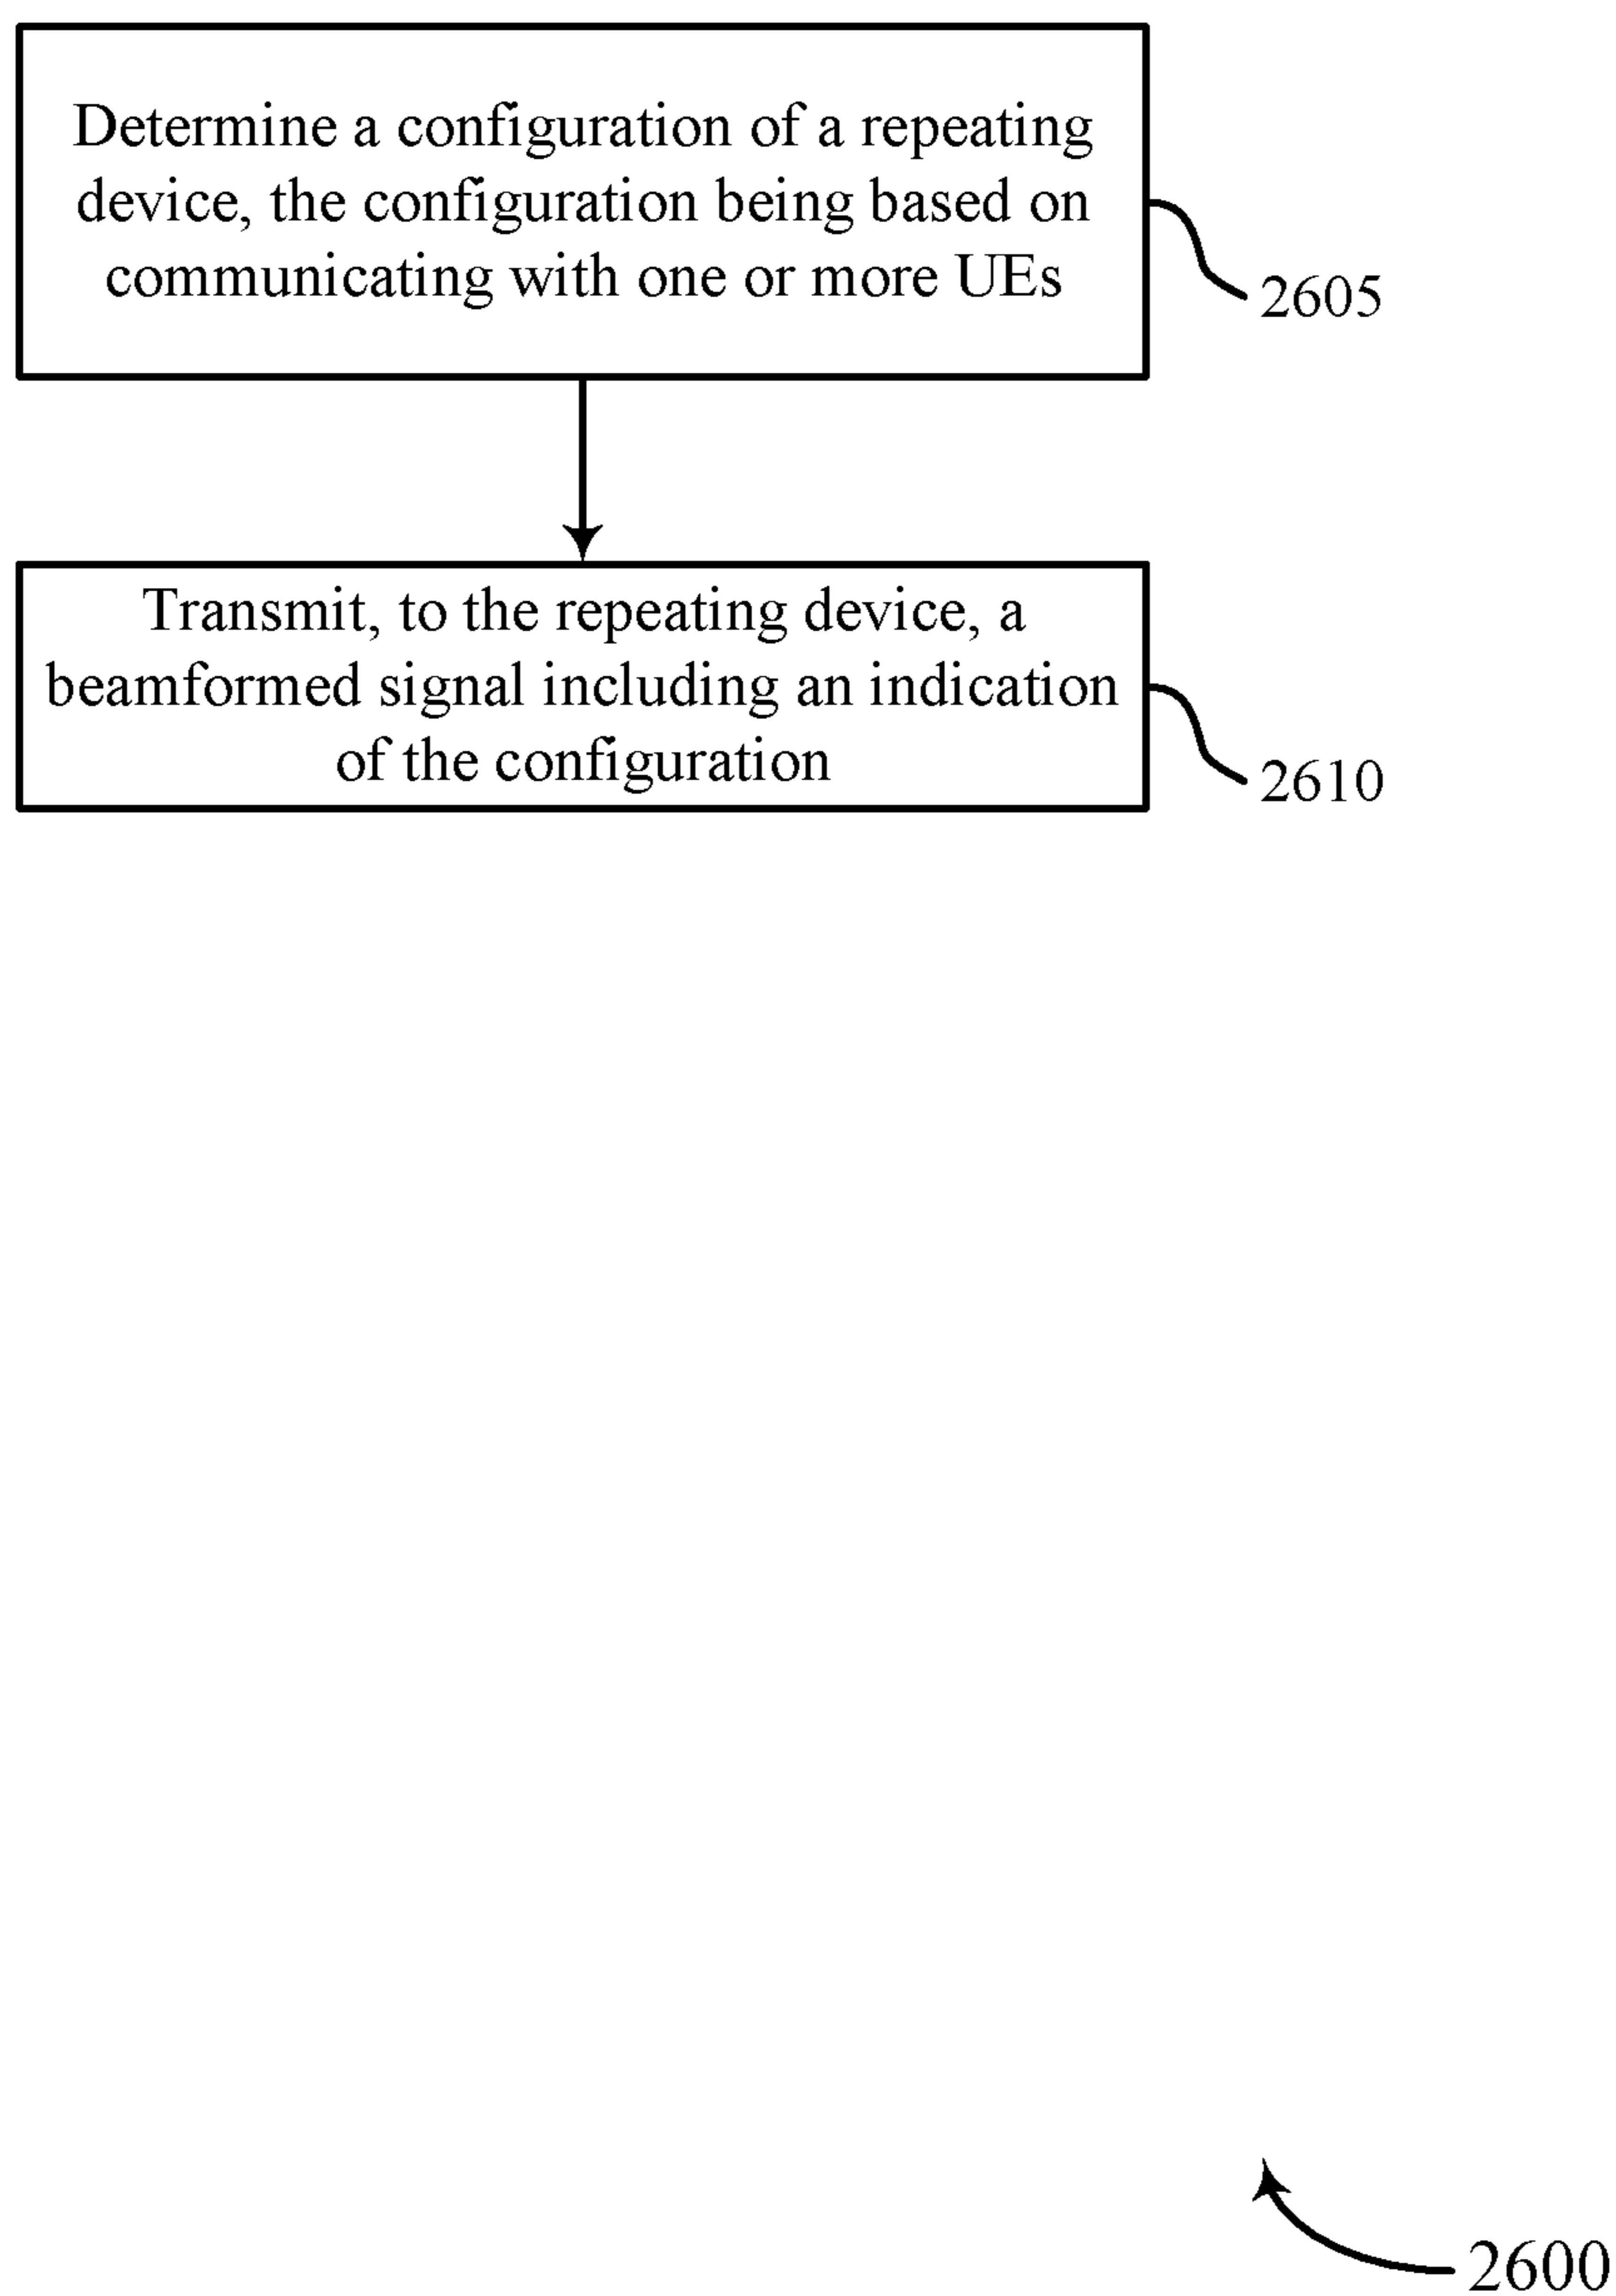 Determine a configuration of a repeating
device, the configuration being based on
communicating with one or more UEs
2605
Transmit, to the repeating device, a
beamformed signal including an indication
of the configuration
2610
2600